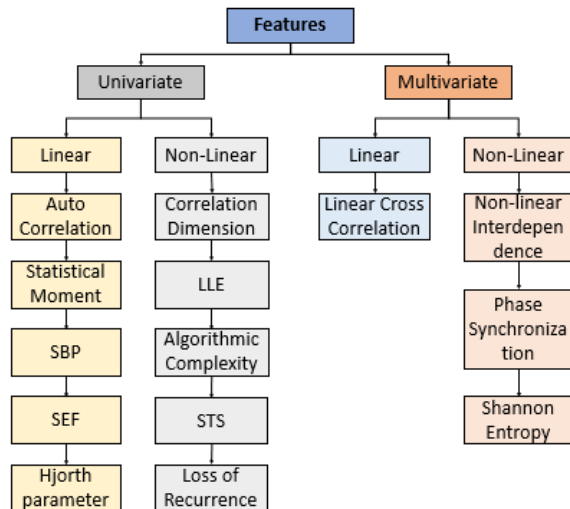 Features
Univariate
Multivariate
Linear
Non-Linear
Linear
Non-Linear
Auto
Correlation
Correlation
Dimension
Linear Cross
Correlation
Non-linear
Interdepen
dence
Statistical
Moment
LLE
Phase
Synchroniza
tion
SBP
Algorithmic
Complexity
SEF
STS
Shannon
Entropy
Hjorth
parameter
Loss of
Recurrence